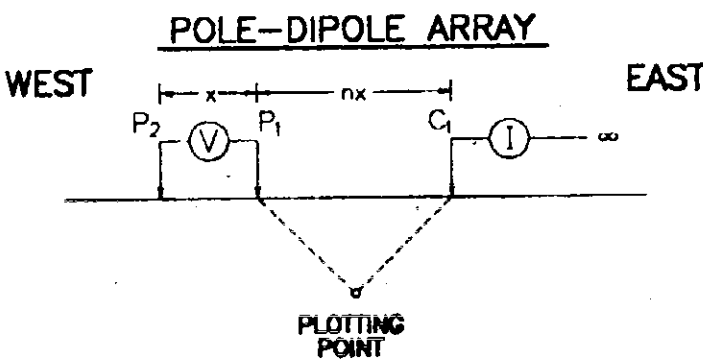 POLE-DIPOLE ARRAY
WEST
EAST
x
nx
P2
P1
C1
V
I
∞
PLOTTING
POINT